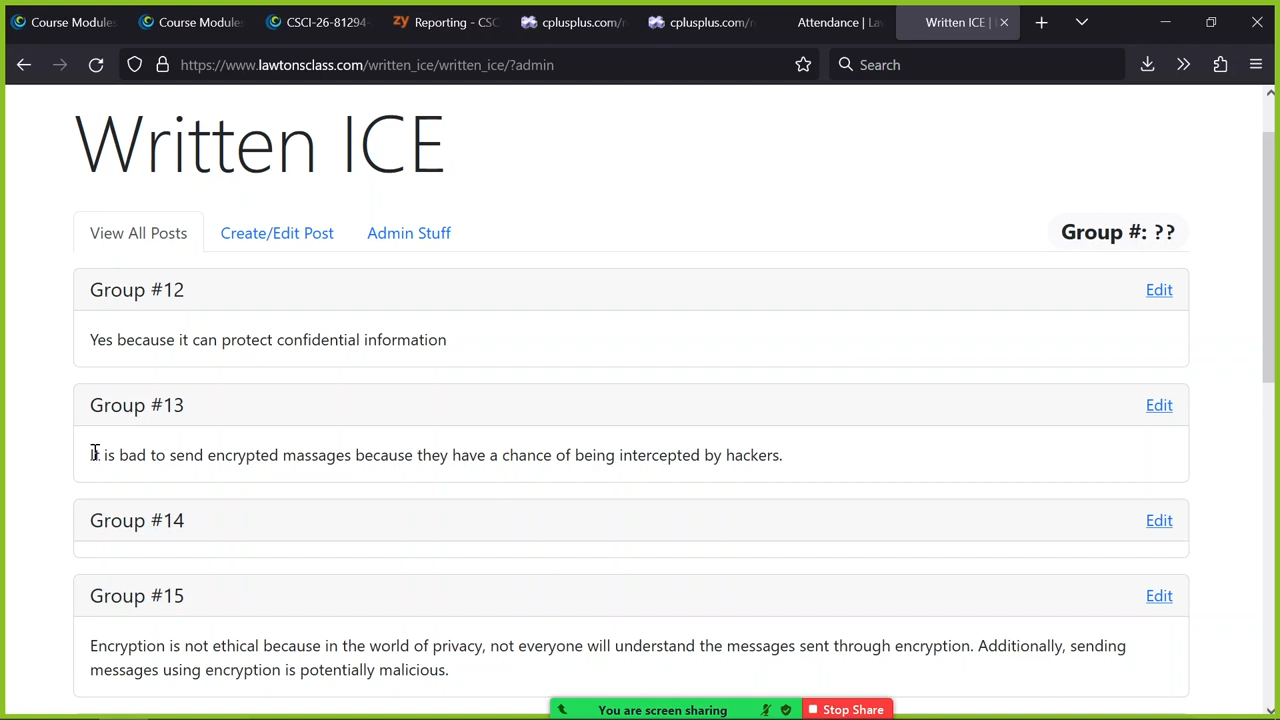 Course Modules
Course Modules
CSCI-26-81294-
zy Reporting - CSC
cplusplus.com/r
cplusplus.com/r
Attendance | La
Written ICE |
https://www.lawtonsclass.com/written_ice/written_ice/?admin
Search
Written ICE
View All Posts Create/Edit Post Admin Stuff Group #: ??
Group #12 Edit
Yes because it can protect confidential information
Group #13 Edit
It is bad to send encrypted massages because they have a chance of being intercepted by hackers.
Group #14 Edit
Group #15 Edit
Encryption is not ethical because in the world of privacy, not everyone will understand the messages sent through encryption. Additionally, sending
messages using encryption is potentially malicious.
You are screen sharing Stop Share